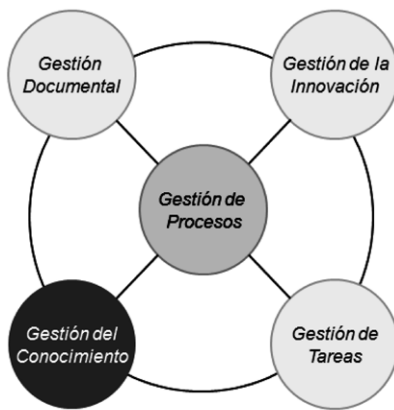 Gestión
Documental
Gestión de la
Innovación
Gestión de
Procesos
Gestión del
Conocimiento
Gestión de
Tareas